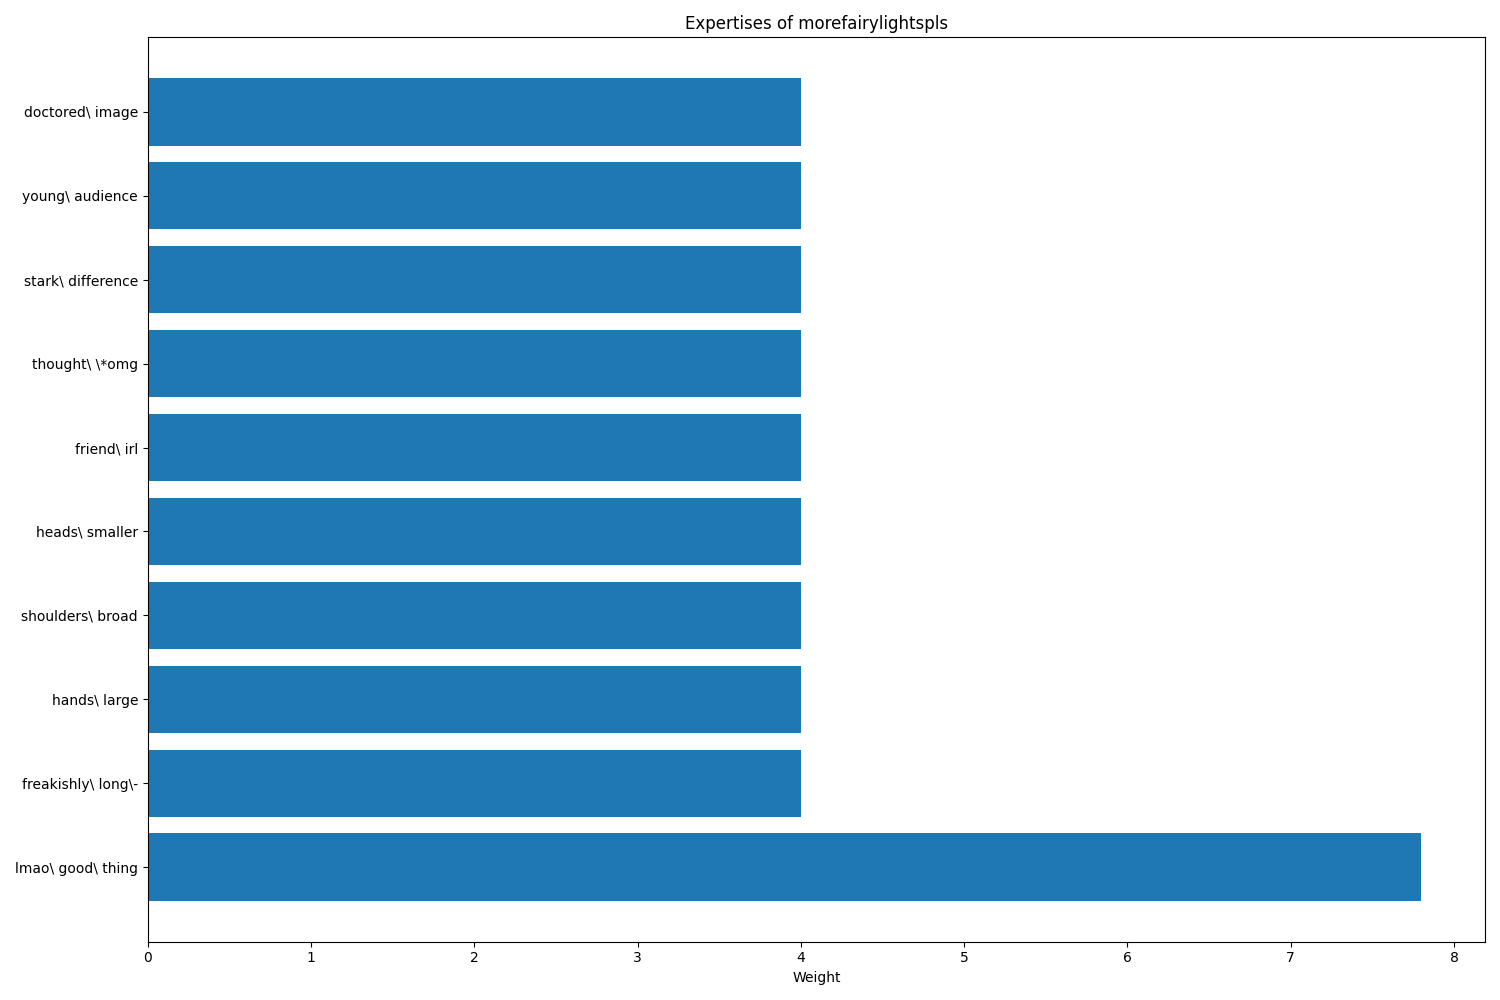 Expertises of morefairylightspls
doctored\ image
young\ audience
stark\ difference
thought\ \*omg
friend\ irl
heads\ smaller
shoulders\ broad
hands\ large
freakishly\ long\-
lmao\ good\ thing
0 1 2 3 4 5 6 7 8
Weight